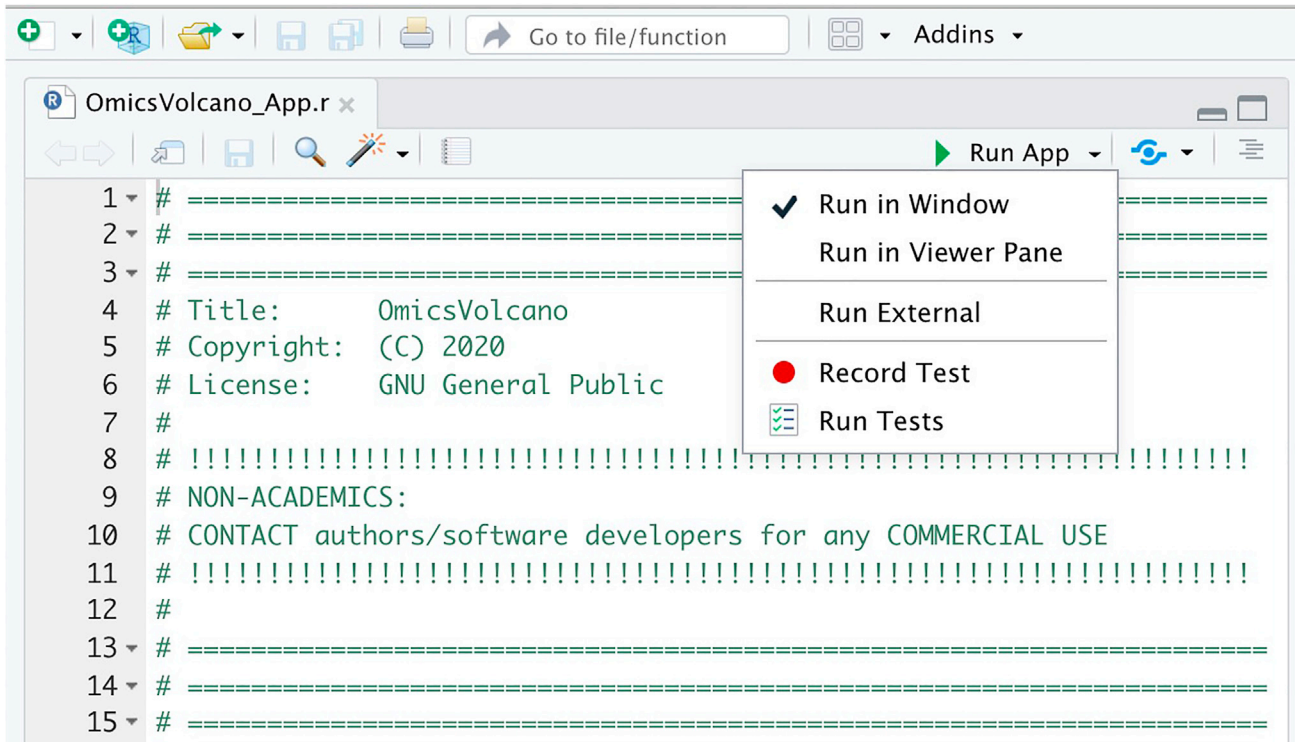 Go to file/function Addins
OmicsVolcano_App.r
Run App
Run in Window
Run in Viewer Pane
Run External
Record Test
Run Tests
1 # ====================================================================
2 # ====================================================================
3 # ====================================================================
4 # Title: OmicsVolcano
5 # Copyright: (C) 2020
6 # License: GNU General Public
7 #
8 # !!!!!!!!!!!!!!!!!!!!!!!!!!!!!!!!!!!!!!!!!!!!!!!!!!!!!!!!!!!!!!!!!!!
9 # NON-ACADEMICS:
10 # CONTACT authors/software developers for any COMMERCIAL USE
11 # !!!!!!!!!!!!!!!!!!!!!!!!!!!!!!!!!!!!!!!!!!!!!!!!!!!!!!!!!!!!!!!!!!!
12 #
13 # ====================================================================
14 # ====================================================================
15 # ====================================================================